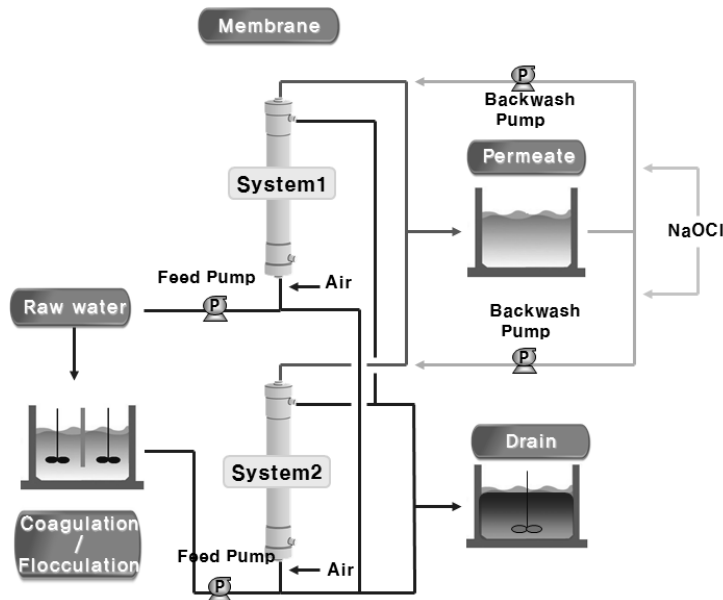 Membrane
P
Backwash
Pump
Permeate
System1
NaOCl
Feed Pump
Air
P
Raw water
Backwash
Pump
P
Drain
System2
Coagulation
/
Flocculation
Feed Pump
Air
P